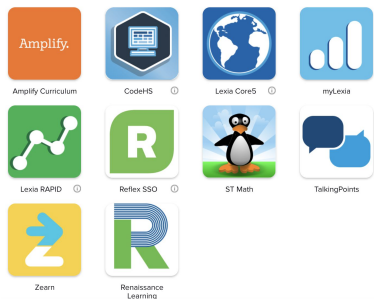 Amplify.
Amplify Curriculum
CodeHS
Lexia Core5
myLexia
R
Lexia RAPID
Reflex SSO
ST Math
TalkingPoints
Zearn
R
Renaissance
Learning